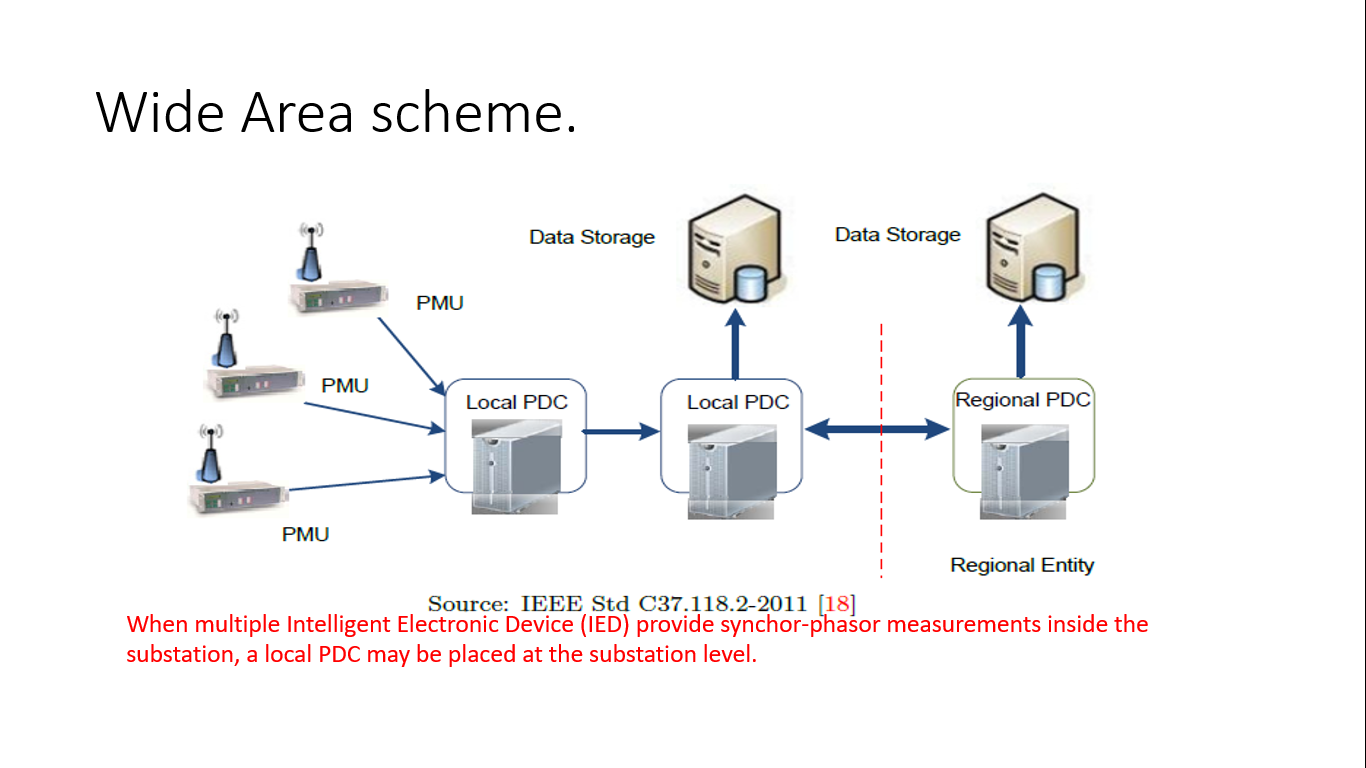 Wide Area scheme.
Data Storage
Data Storage
PMU
PMU
PMU
Local PDC
Local PDC
Regional PDC
Regional Entity
Source: IEEE Std C37.118.2-2011 [18]
When multiple Intelligent Electronic Device (IED) provide synchor-phasor measurements inside the
substation, a local PDC may be placed at the substation level.